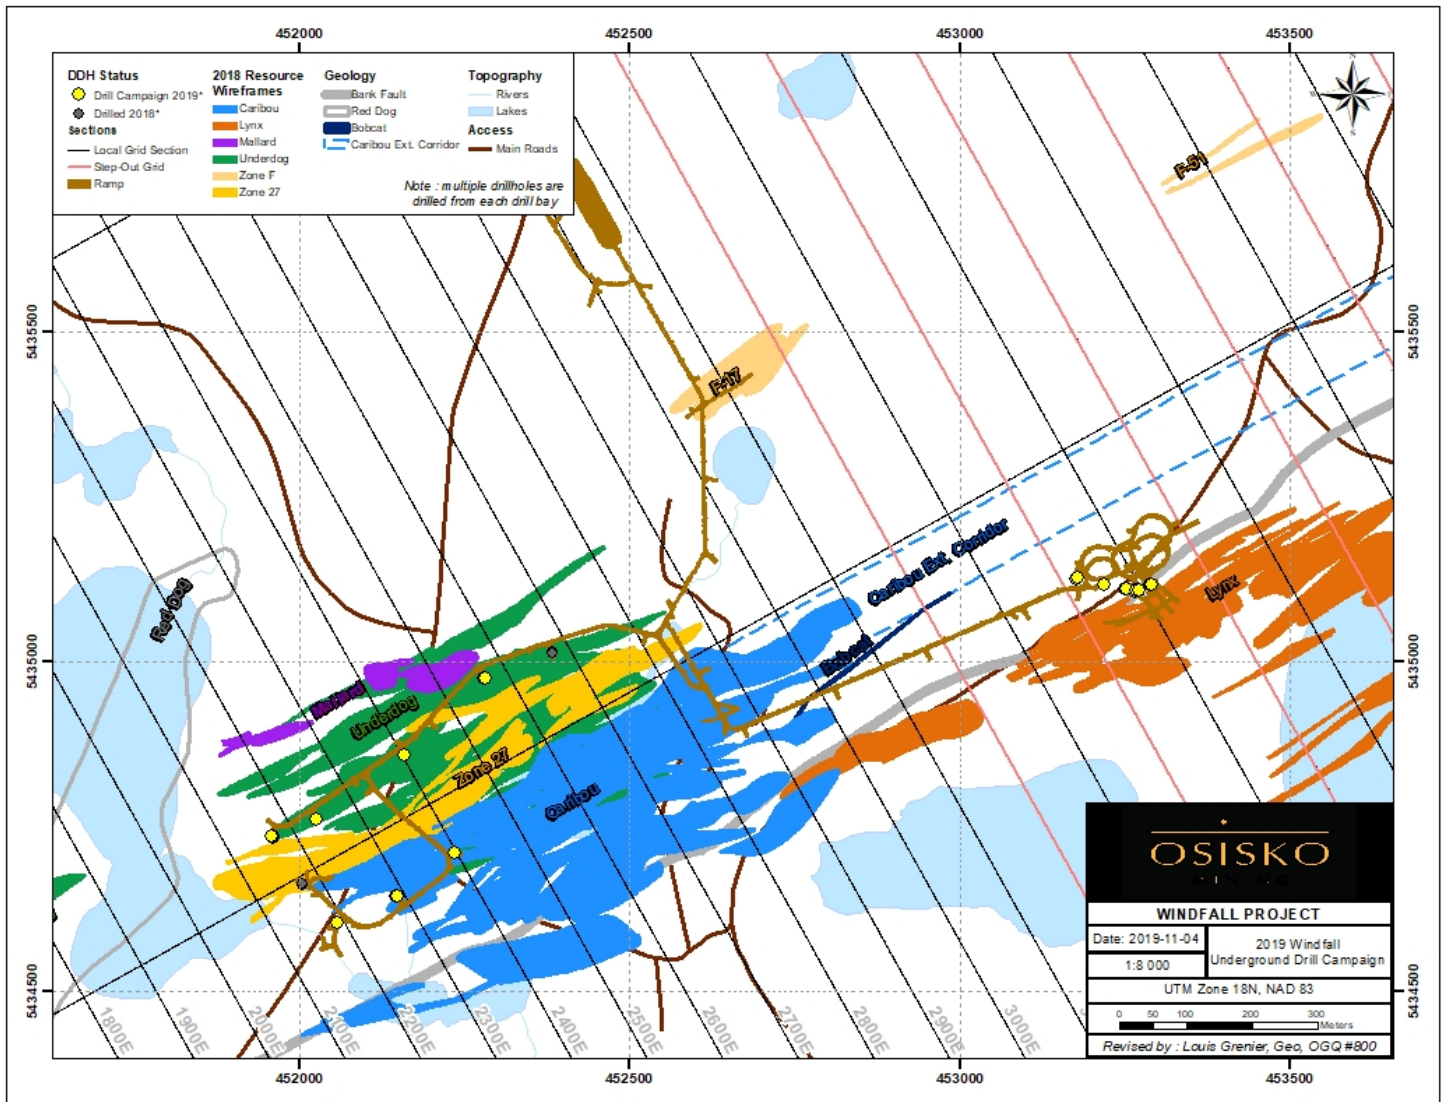 452000 452500 453000 453500
DDH Status
Drill Campaign 2019*
Drilled 2018*
Sections
Local Grid Section
Step-Out Grid
Ramp
2018 Resource
Wireframes
Caribou
Lynx
Mallard
Underdog
Zone F
Zone 27
Geology
Bank Fault
Red Dog
Bobcat
Caribou Ext. Corridor
Topography
Rivers
Lakes
Access
Main Roads
Note : multiple drillholes are
drilled from each drill bay
N
S
F-51
5435500
5435500
F-17
Caribou Ext. Corridor
Lynx
Red Dog
5435000
5435000
Bobcat
Mallard
Underdog
Zone 27
Caribou
OSISKO
MINING
WINDFALL PROJECT
Date: 2019-11-04
1:8 000
2019 Windfall
Underground Drill Campaign
UTM Zone 18N, NAD 83
0 50 100 200 300
Meters
Revised by : Louis Grenier, Geo, OGQ #800
5434500
5434500
1800E 1900E 2000E 2100E 2200E 2300E 2400E 2600E 2700E 2800E 2900E 3000E
452000 452500 453000 453500